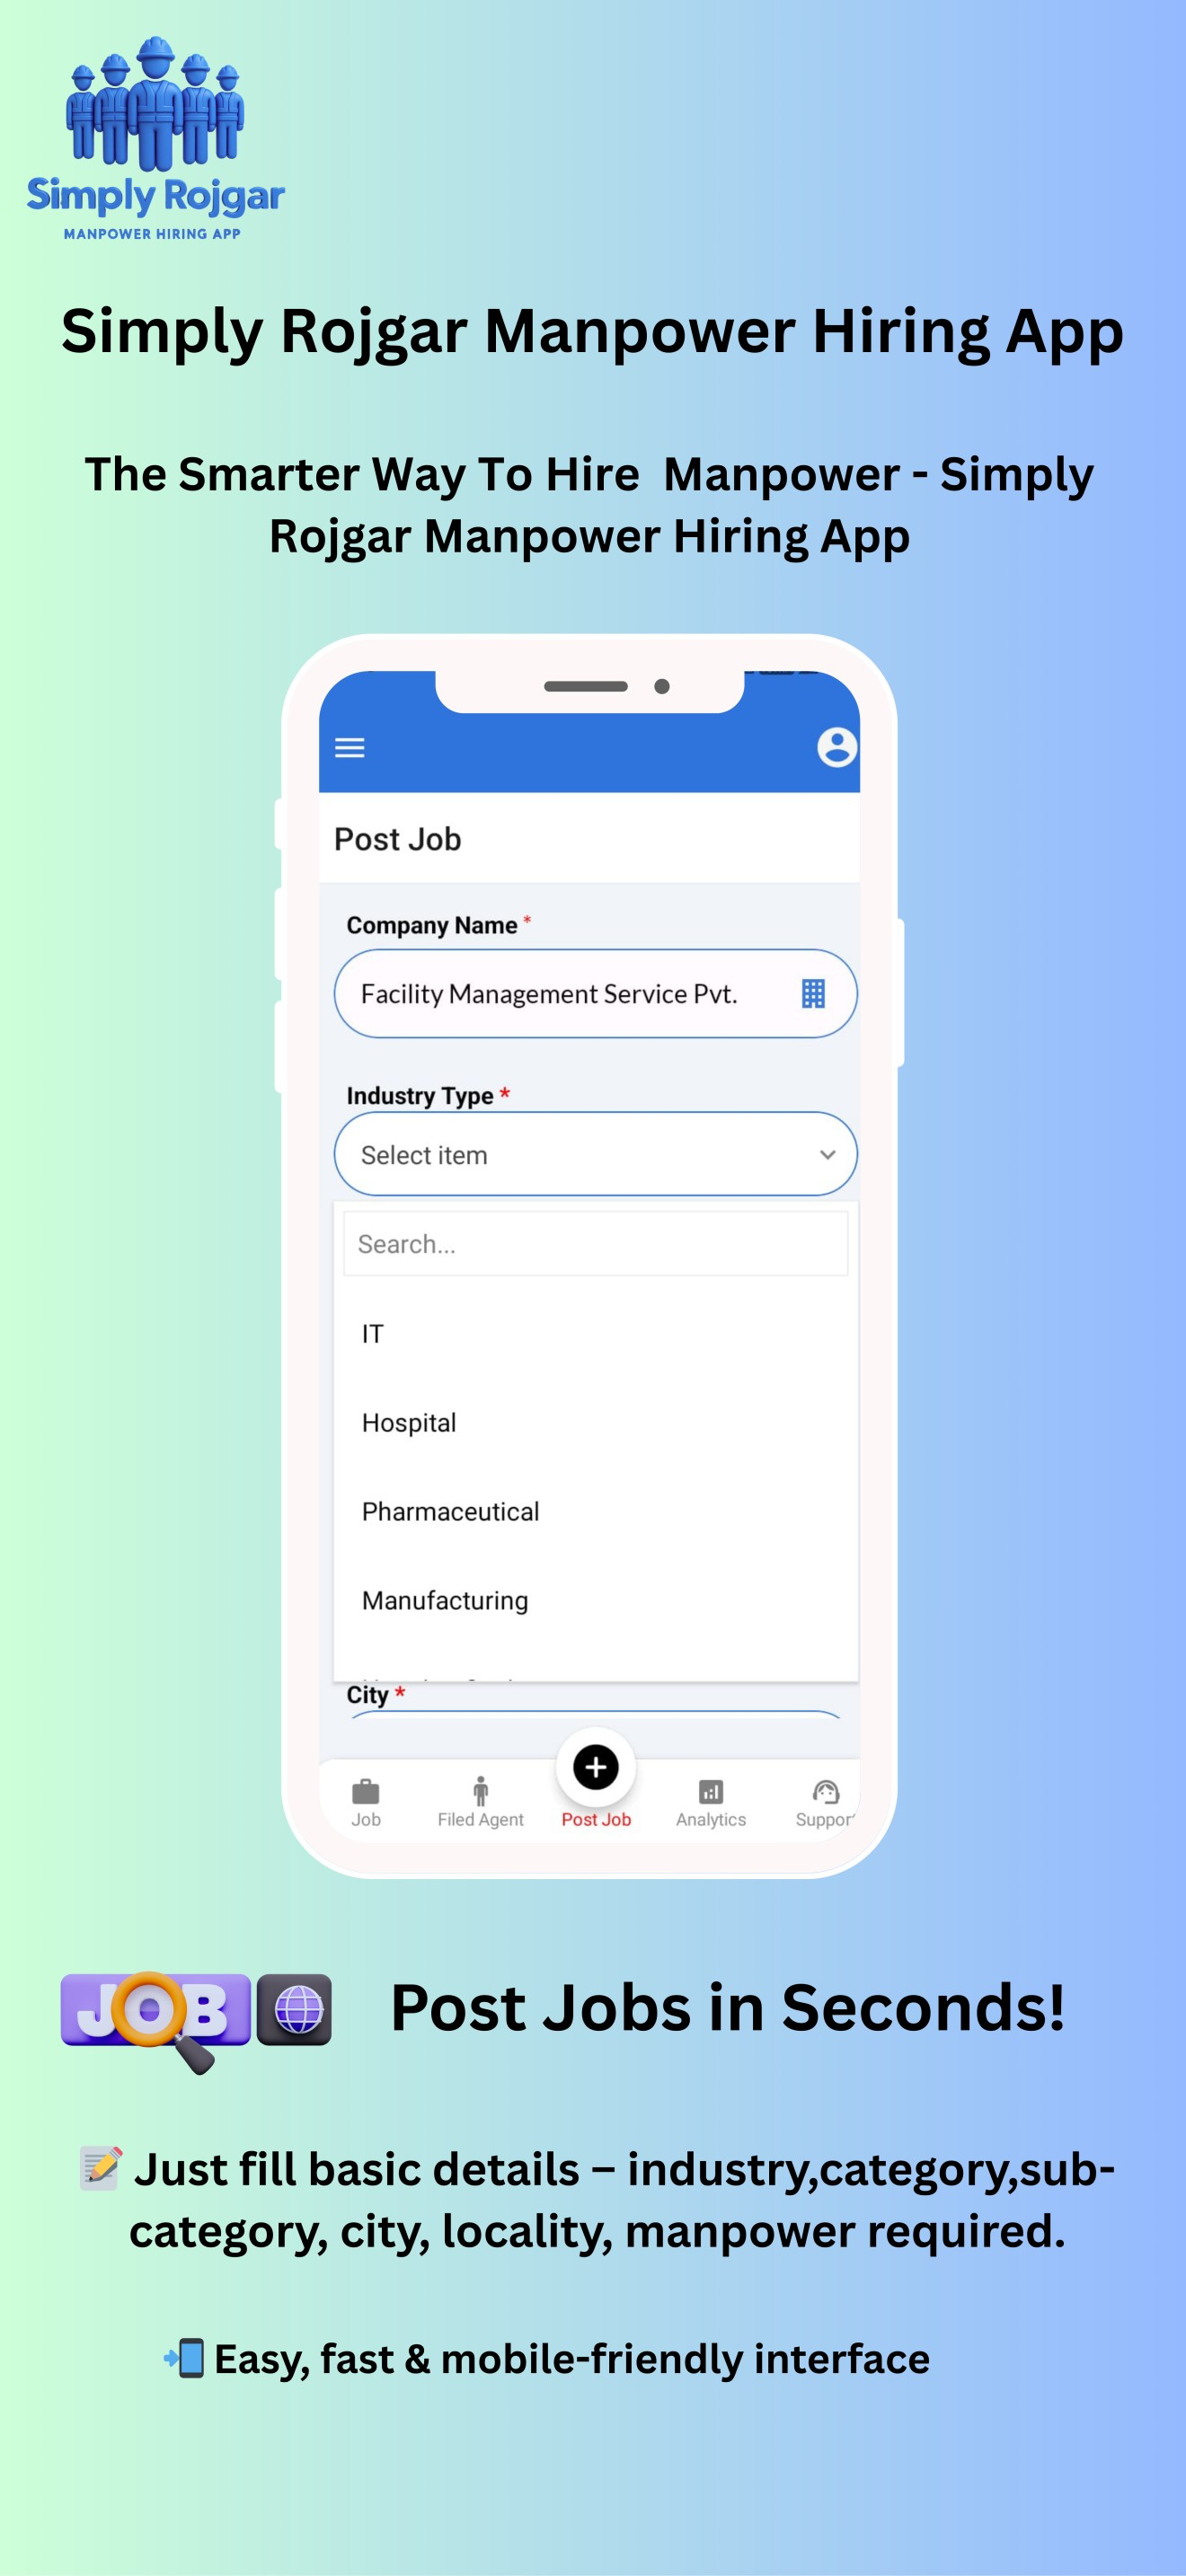 Simply Rojgar
MANPOWER HIRING APP
Simply Rojgar Manpower Hiring App
The Smarter Way To Hire Manpower - Simply
Rojgar Manpower Hiring App
Post Job
Company Name *
Facility Management Service Pvt.
Industry Type *
Select item
Search...
IT
Hospital
Pharmaceutical
Manufacturing
City *
Job
Filed Agent
Post Job
Analytics
Support
JOB
Post Jobs in Seconds!
Just fill basic details – industry,category,sub-
category, city, locality, manpower required.
Easy, fast & mobile-friendly interface